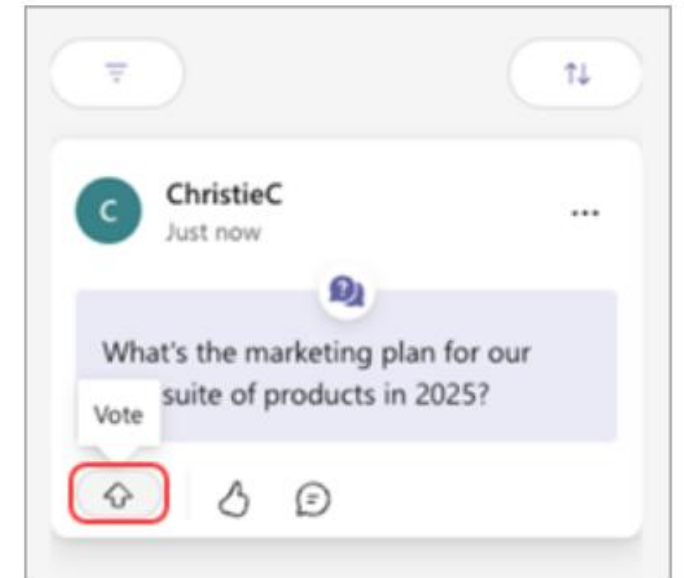 C
ChristieC
Just now
What's the marketing plan for our
suite of products in 2025?
Vote